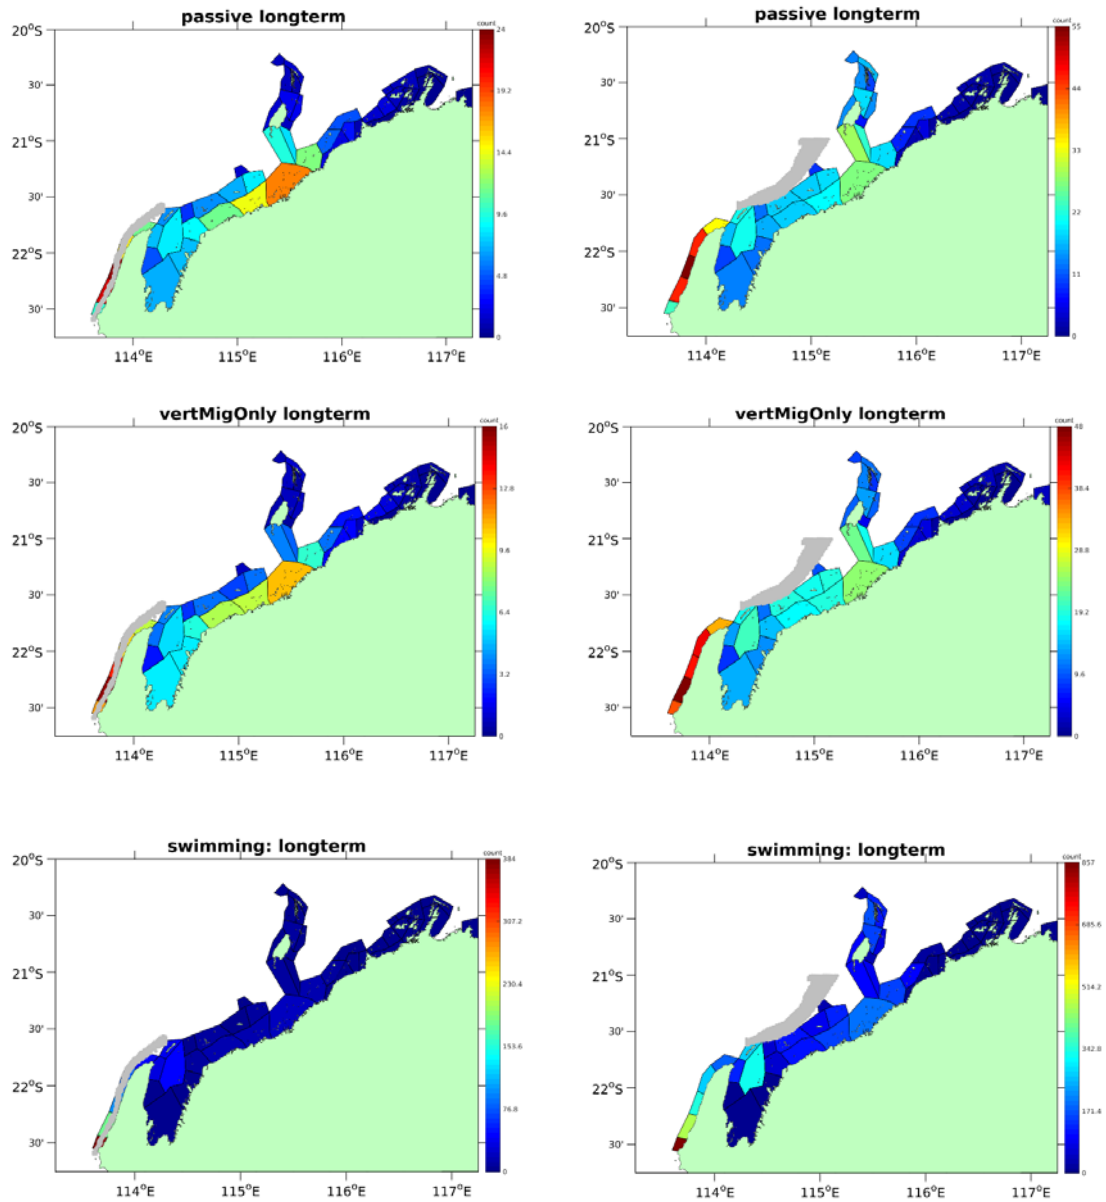 passive longterm
count
20°S
30'
21°S
30'
22°S
30'
114°E
115°E
116°E
117°E
24
19.2
14.4
9.6
4.8
0
passive longterm
count
20°S
30'
21°S
30'
22°S
30'
114°E
115°E
116°E
117°E
55
44
33
22
11
0
vertMigOnly longterm
count
20°S
30'
21°S
30'
22°S
30'
114°E
115°E
116°E
117°E
16
12.8
9.6
6.4
3.2
0
vertMigOnly longterm
count
20°S
30'
21°S
30'
22°S
30'
114°E
115°E
116°E
117°E
48
38.4
28.8
19.2
9.6
0
swimming: longterm
count
20°S
30'
21°S
30'
22°S
30'
114°E
115°E
116°E
117°E
384
307.2
230.4
153.6
76.8
0
swimming: longterm
count
20°S
30'
21°S
30'
22°S
30'
114°E
115°E
116°E
117°E
857
685.6
514.2
342.8
171.4
0